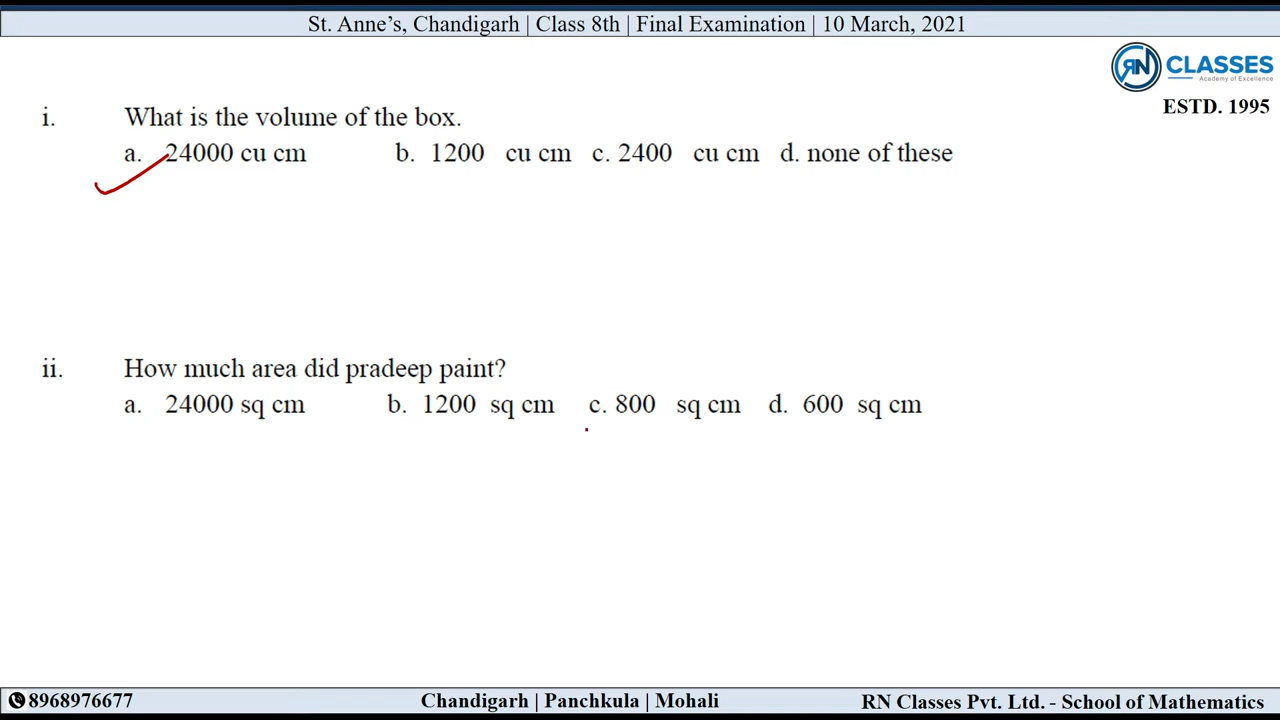 St. Anne’s, Chandigarh | Class 8th | Final Examination | 10 March, 2021
RN CLASSES
Academy of Excellence
ESTD. 1995
i. What is the volume of the box.
a. 24000 cu cm b. 1200 cu cm c. 2400 cu cm d. none of these
ii. How much area did pradeep paint?
a. 24000 sq cm b. 1200 sq cm c. 800 sq cm d. 600 sq cm
8968976677 Chandigarh | Panchkula | Mohali RN Classes Pvt. Ltd. - School of Mathematics